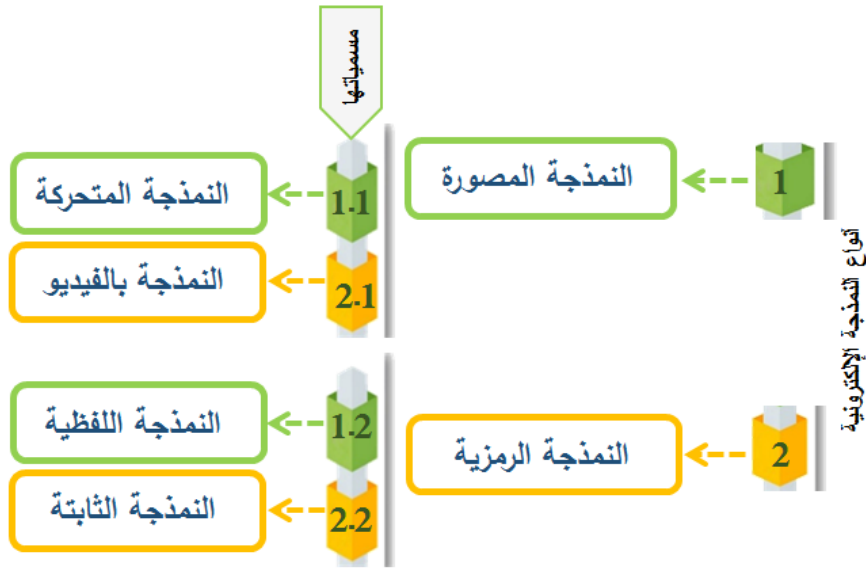 أنواع النمذجة الإلكترونية
مسمياتها
1
النمذجة المصورة
1.1
النمذجة المتحركة
2.1
النمذجة بالفيديو
2
النمذجة الرمزية
1.2
النمذجة اللفظية
2.2
النمذجة الثابتة